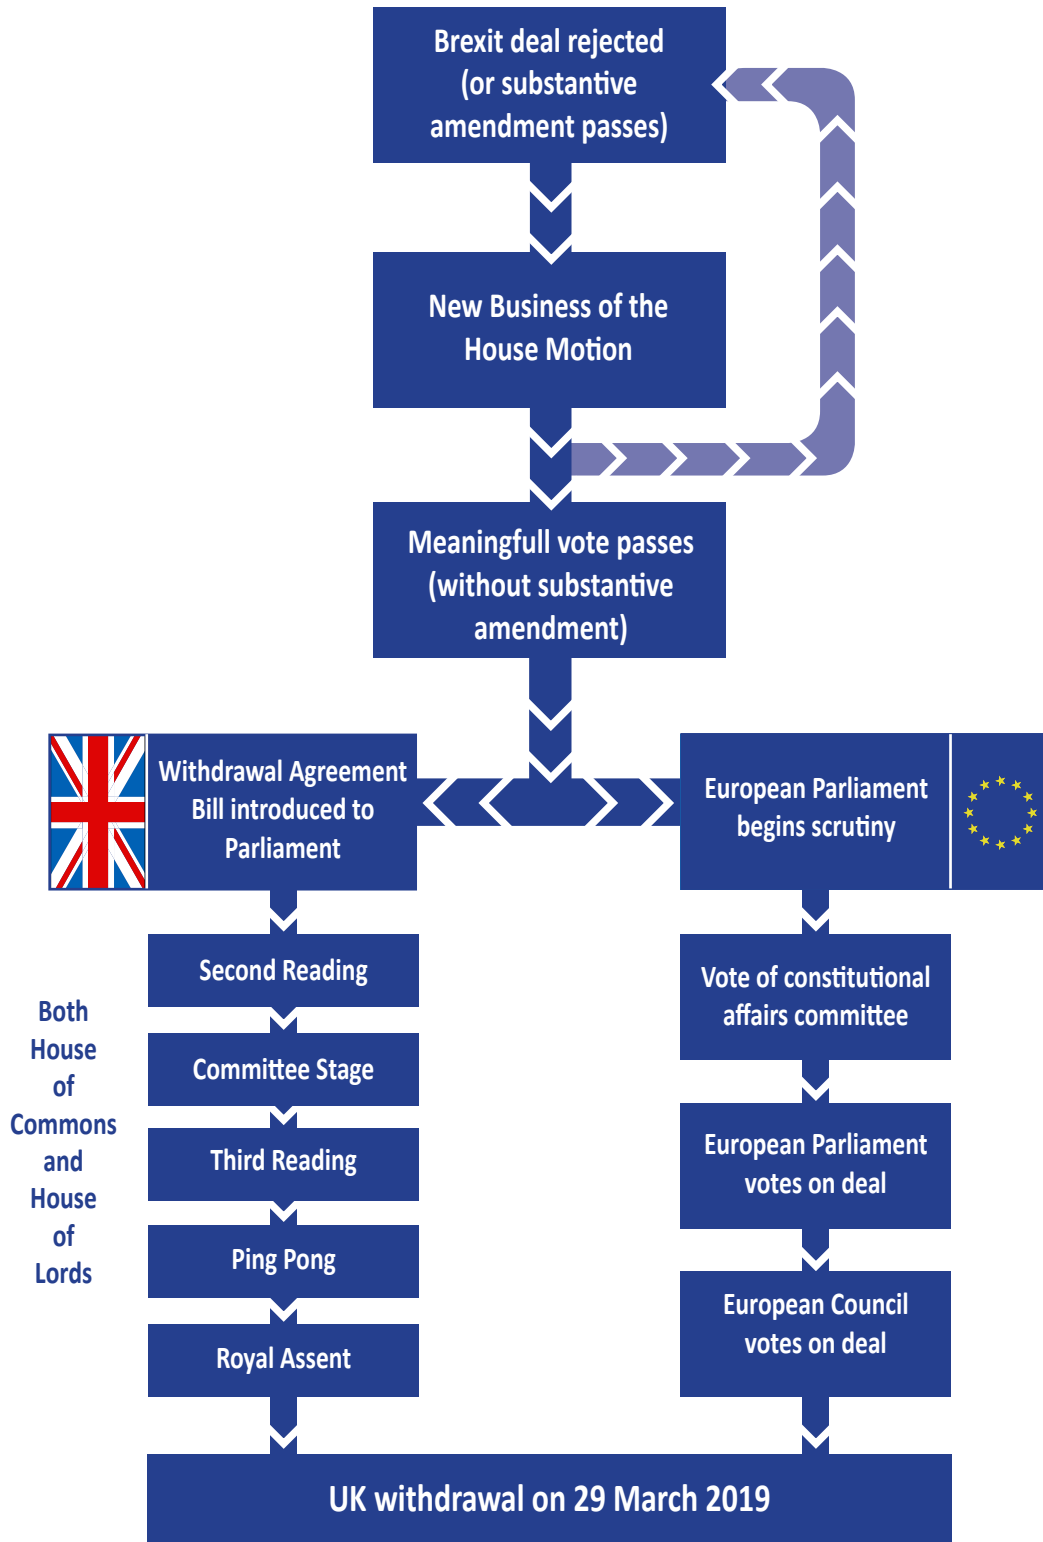 Brexit deal rejected
(or substantive
amendment passes)
New Business of the
House Motion
Meaningfull vote passes
(without substantive
amendment)
Withdrawal Agreement
Bill introduced to
Parliament
European Parliament
begins scrutiny
Both
House
of
Commons
and
House
of
Lords
Second Reading
Committee Stage
Third Reading
Ping Pong
Royal Assent
Vote of constitutional
affairs committee
European Parliament
votes on deal
European Council
votes on deal
UK withdrawal on 29 March 2019